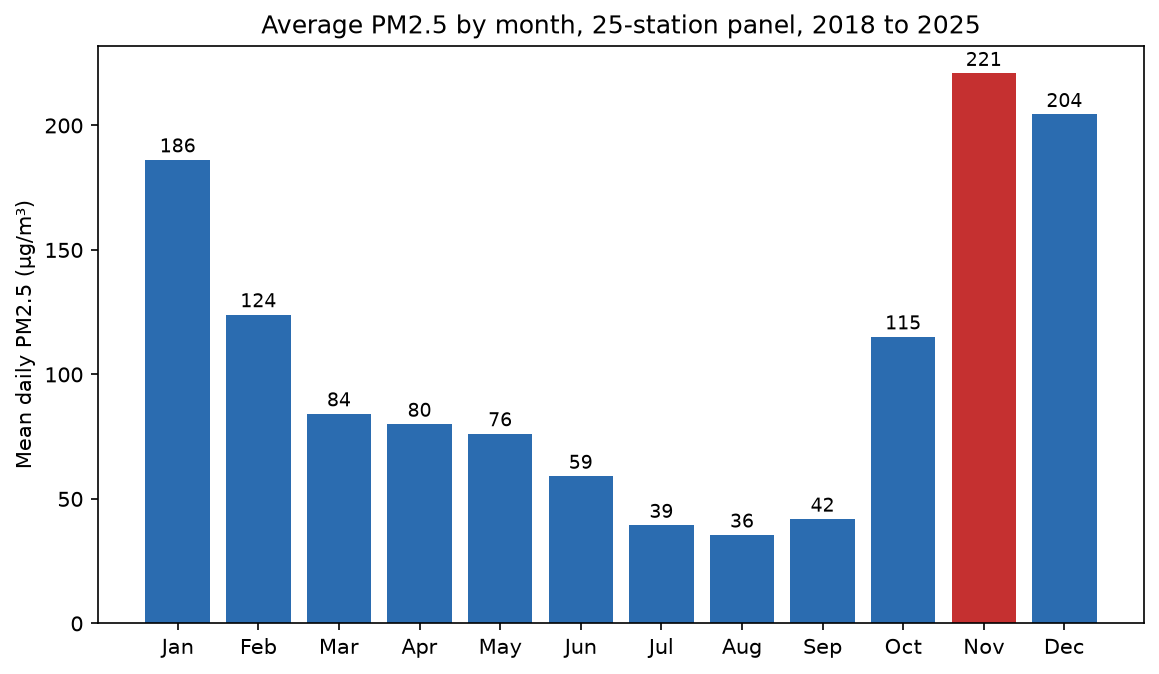 Average PM2.5 by month, 25-station panel, 2018 to 2025
Mean daily PM2.5 (µg/m³)
200
150
100
50
0
186
124
84
80
76
59
39
36
42
115
221
204
Jan
Feb
Mar
Apr
May
Jun
Jul
Aug
Sep
Oct
Nov
Dec